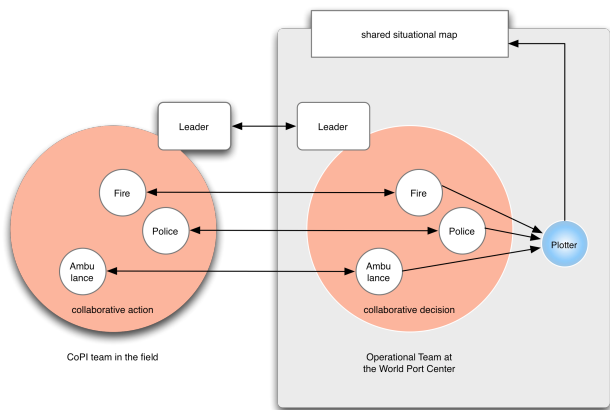 shared situational map
Leader
Leader
Fire
Fire
Police
Police
Plotter
Ambu
lance
Ambu
lance
collaborative action
collaborative decision
CoPI team in the field
Operational Team at
the World Port Center